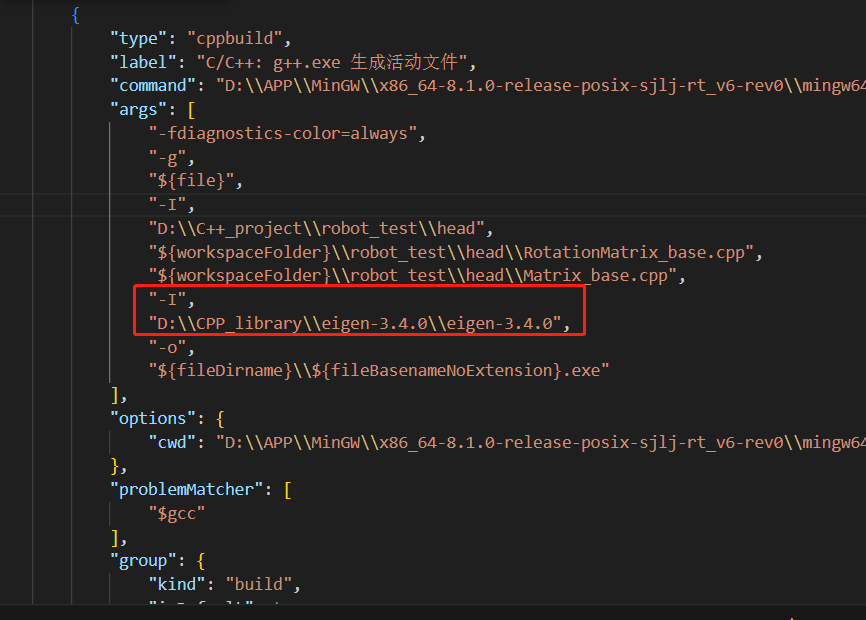 {
"type": "cppbuild",
"label": "C/C++: g++.exe 生成活动文件",
"command": "D:\\APP\\MinGW\\x86_64-8.1.0-release-posix-sjlj-rt_v6-rev0\\mingw64
"args": [
"-fdiagnostics-color=always",
"-g",
"${file}",
"-I",
"D:\\C++_project\\robot_test\\head",
"${workspaceFolder}\\robot_test\\head\\RotationMatrix_base.cpp",
"${workspaceFolder}\\robot_test\\head\\Matrix_base.cpp",
"-I",
"D:\\CPP_library\\eigen-3.4.0\\eigen-3.4.0",
"-o",
"${fileDirname}\\${fileBasenameNoExtension}.exe"
],
"options": {
"cwd": "D:\\APP\\MinGW\\x86_64-8.1.0-release-posix-sjlj-rt_v6-rev0\\mingw64
},
"problemMatcher": [
"$gcc"
],
"group": {
"kind": "build",